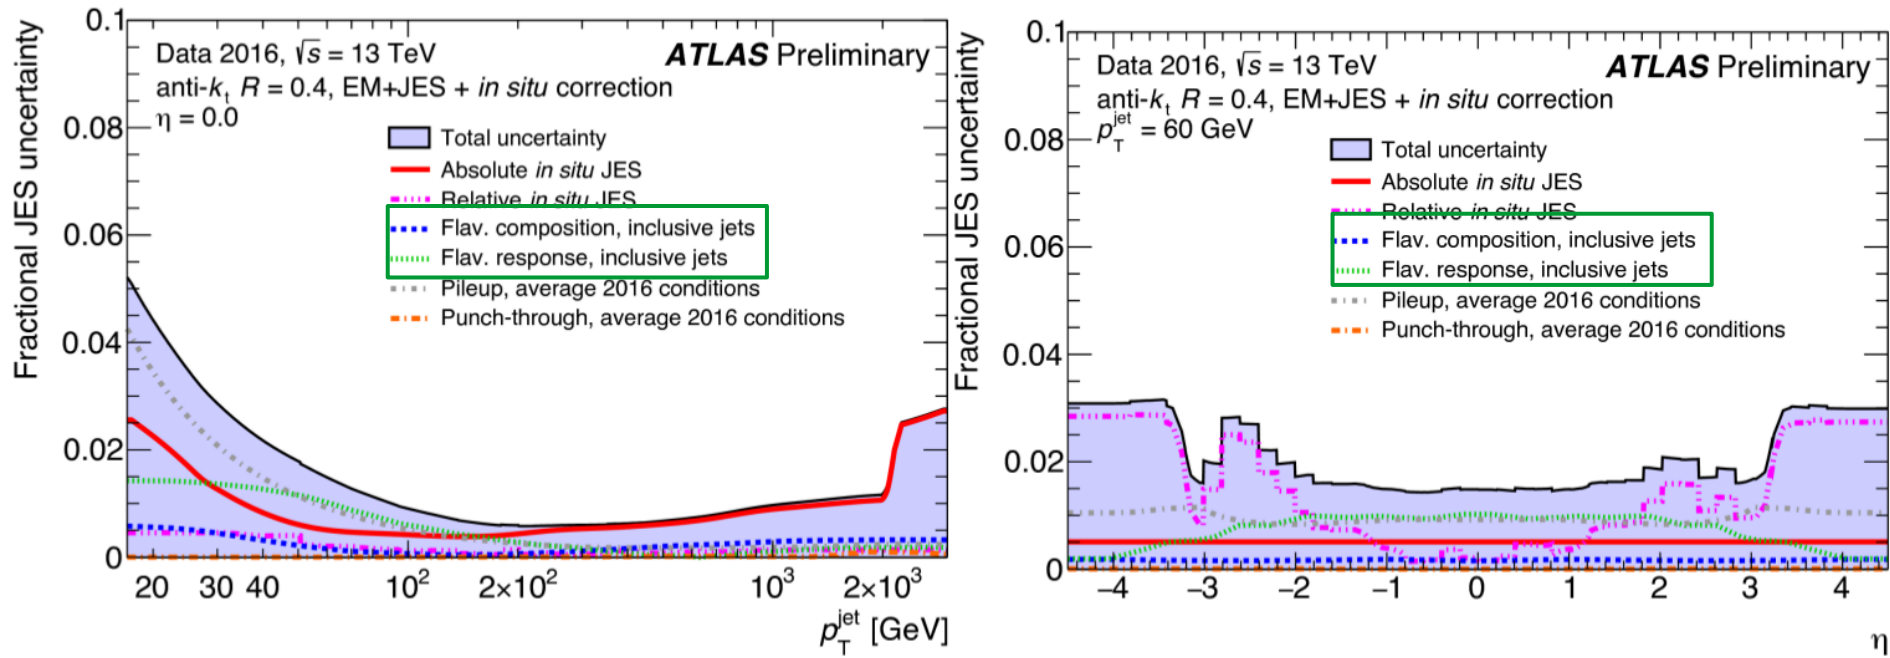 Fractional JES uncertainty
0.1
0.08
0.06
0.04
0.02
0
Data 2016, √s = 13 TeV
ATLAS Preliminary
anti-kt R = 0.4, EM+JES + in situ correction
η = 0.0
Total uncertainty
Absolute in situ JES
Relative in situ JES
Flav. composition, inclusive jets
Flav. response, inclusive jets
Pileup, average 2016 conditions
Punch-through, average 2016 conditions
20 30 40 10² 2×10² 10³ 2×10³
pTjet [GeV]
Fractional JES uncertainty
0.1
0.08
0.06
0.04
0.02
0
Data 2016, √s = 13 TeV
ATLAS Preliminary
anti-kt R = 0.4, EM+JES + in situ correction
pTjet = 60 GeV
Total uncertainty
Absolute in situ JES
Relative in situ JES
Flav. composition, inclusive jets
Flav. response, inclusive jets
Pileup, average 2016 conditions
Punch-through, average 2016 conditions
−4 −3 −2 −1 0 1 2 3 4
η